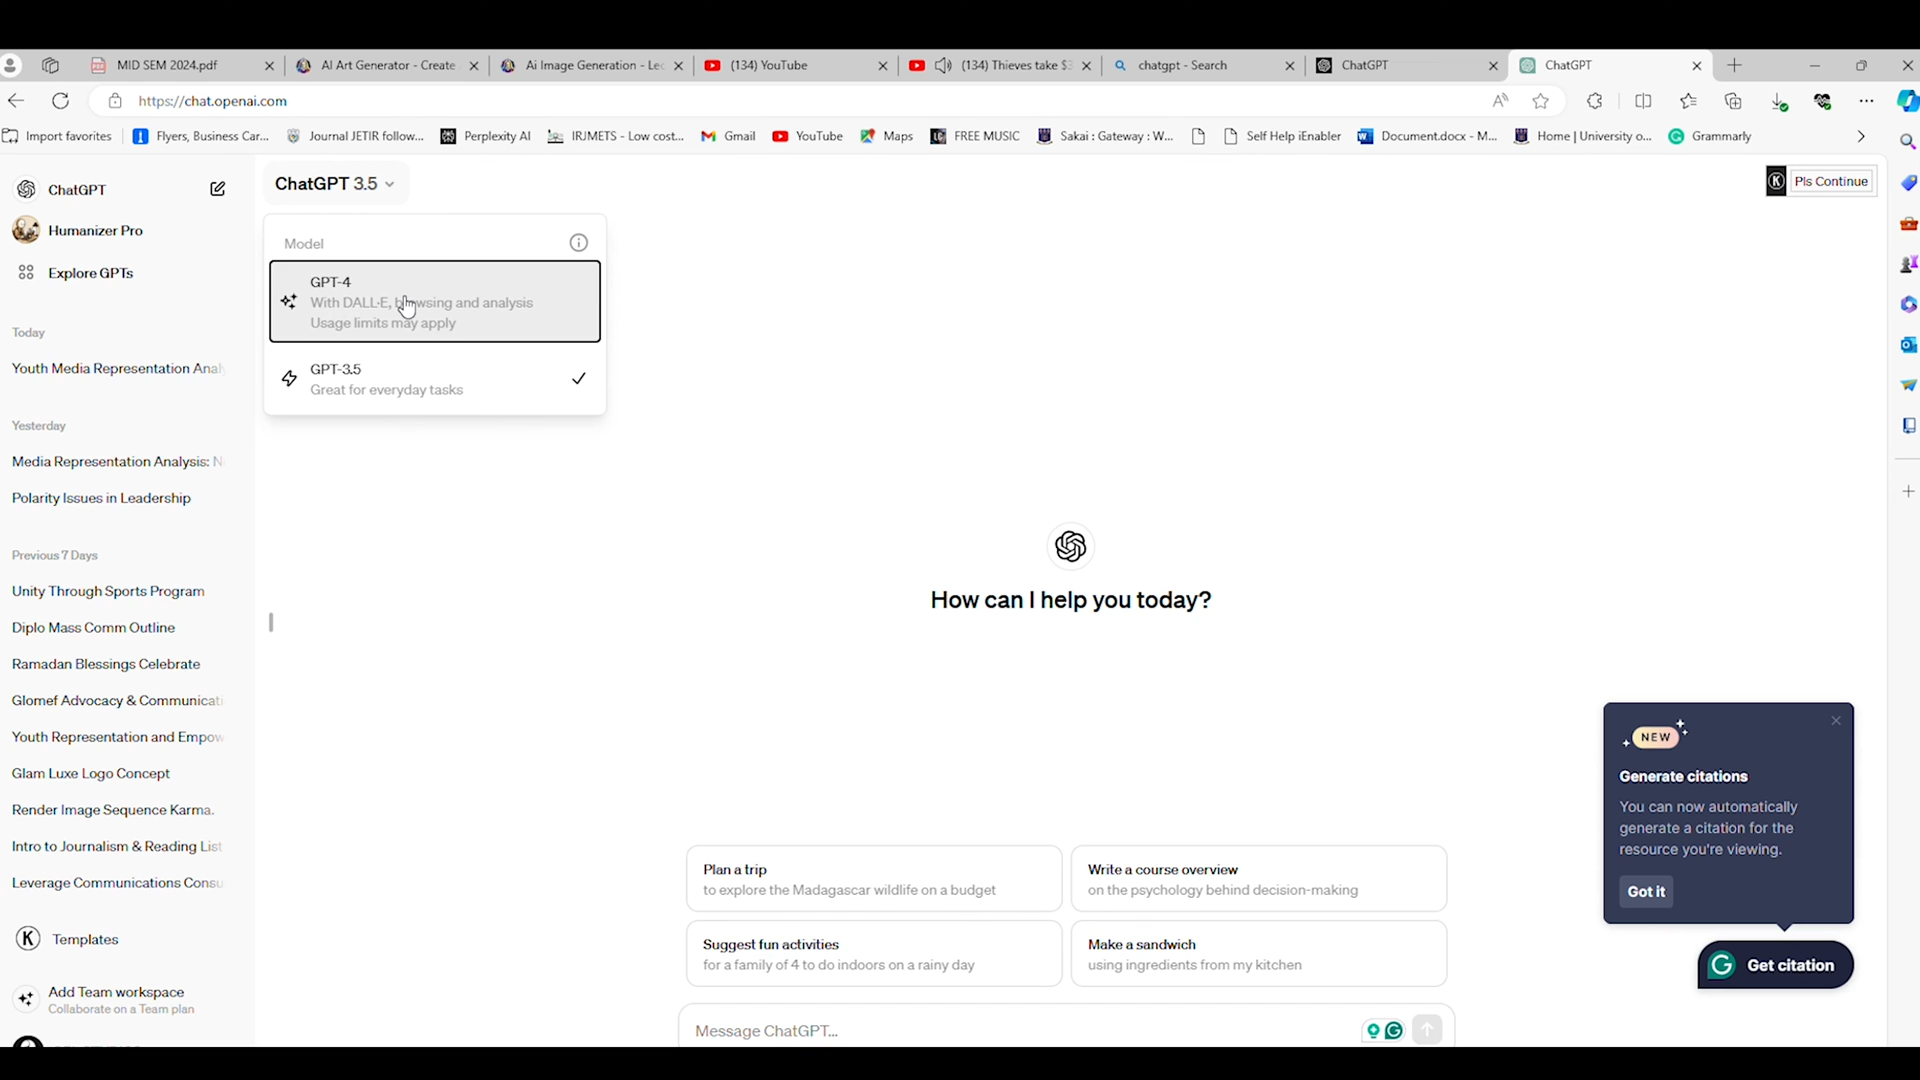 MID SEM 2024.pdf
AI Art Generator - Create
Ai Image Generation - Lec
(134) YouTube
(134) Thieves take $3
chatgpt - Search
ChatGPT
ChatGPT
https://chat.openai.com
Import favorites
Flyers, Business Car...
Journal JETIR follow...
Perplexity AI
IRJMETS - Low cost...
Gmail
YouTube
Maps
FREE MUSIC
Sakai : Gateway : W...
Self Help iEnabler
Document.docx - M...
Home | University o...
Grammarly
ChatGPT
Humanizer Pro
Explore GPTs
Today
Youth Media Representation Analy
Yesterday
Media Representation Analysis: N
Polarity Issues in Leadership
Previous 7 Days
Unity Through Sports Program
Diplo Mass Comm Outline
Ramadan Blessings Celebrate
Glomef Advocacy & Communicati
Youth Representation and Empow
Glam Luxe Logo Concept
Render Image Sequence Karma.
Intro to Journalism & Reading List
Leverage Communications Consu
K Templates
Add Team workspace
Collaborate on a Team plan
ChatGPT 3.5
K Pls Continue
Model
GPT-4
With DALL·E, browsing and analysis
Usage limits may apply
GPT-3.5
Great for everyday tasks
How can I help you today?
Plan a trip
to explore the Madagascar wildlife on a budget
Write a course overview
on the psychology behind decision-making
Suggest fun activities
for a family of 4 to do indoors on a rainy day
Make a sandwich
using ingredients from my kitchen
Message ChatGPT...
NEW
Generate citations
You can now automatically
generate a citation for the
resource you're viewing.
Got it
Get citation